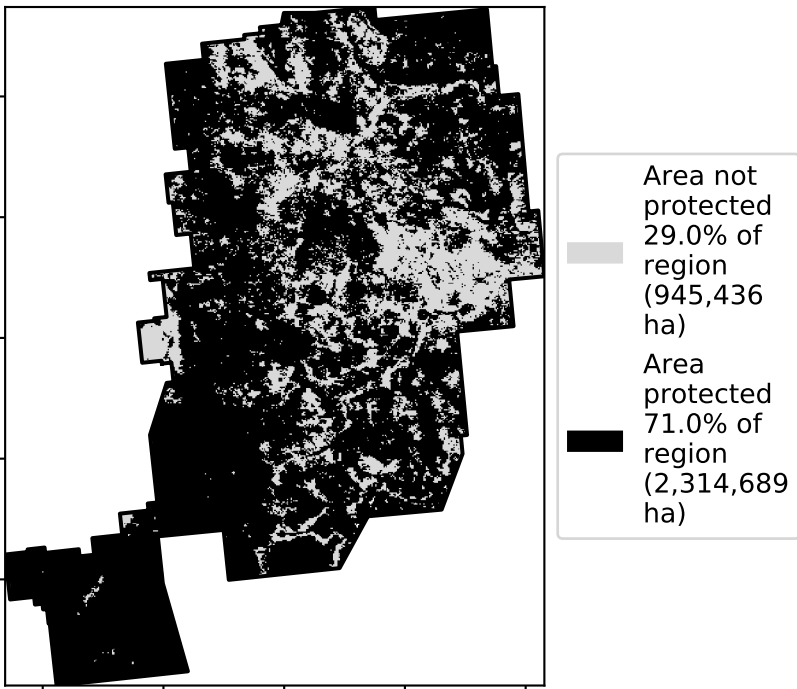 Area not
protected
29.0% of
region
(945,436
ha)
Area
protected
71.0% of
region
(2,314,689
ha)